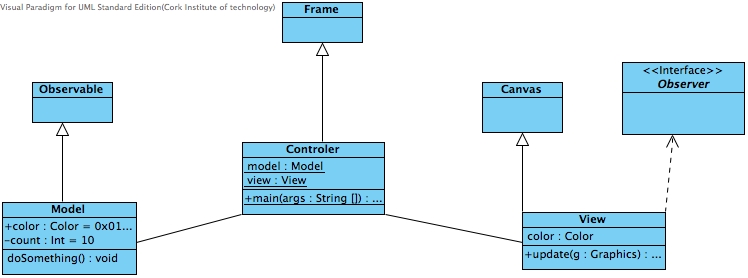 Visual Paradigm for UML Standard Edition(Cork Institute of technology)
Frame
Observable
Canvas
<<Interface>>
Observer
Controler
model : Model
view : View
+main(args : String []) : ...
Model
+color : Color = 0x01...
-count : Int = 10
doSomething() : void
View
color : Color
+update(g : Graphics) : ...